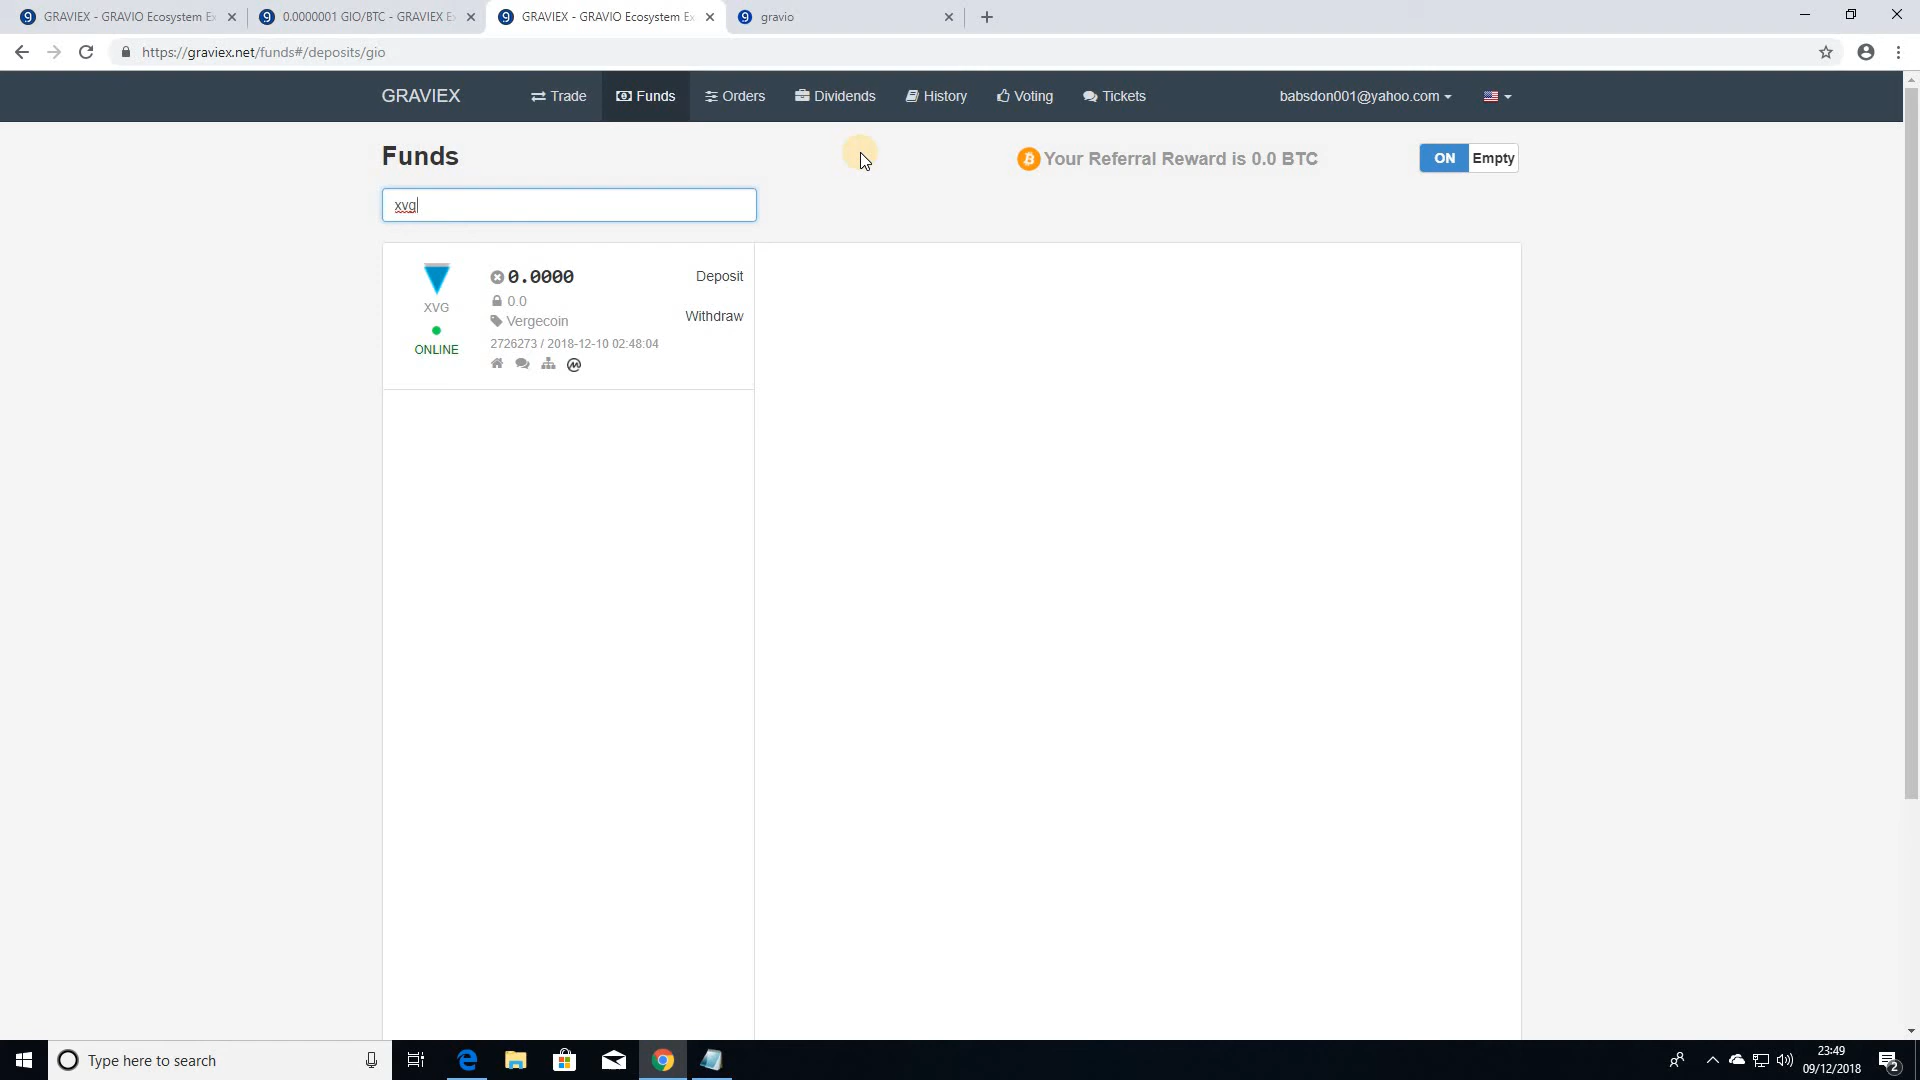 GRAVIEX - GRAVIO Ecosystem Ex
0.0000001 GIO/BTC - GRAVIEX E
GRAVIEX - GRAVIO Ecosystem Ex
gravio
https://graviex.net/funds#/deposits/gio
GRAVIEX
Trade
Funds
Orders
Dividends
History
Voting
Tickets
babsdon001@yahoo.com
Funds
Your Referral Reward is 0.0 BTC
ON
Empty
xvg
XVG
ONLINE
0.0000
Deposit
0.0
Withdraw
Vergecoin
2726273 / 2018-12-10 02:48:04
Type here to search
23:49
09/12/2018
2